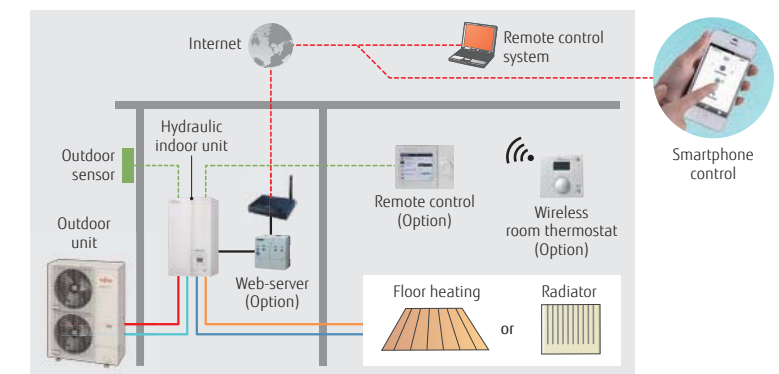 Internet
Remote control
system
Hydraulic
indoor unit
Outdoor
sensor
Smartphone
control
Remote control
(Option)
Wireless
room thermostat
(Option)
Outdoor
unit
Web-server
(Option)
Floor heating
Radiator
or